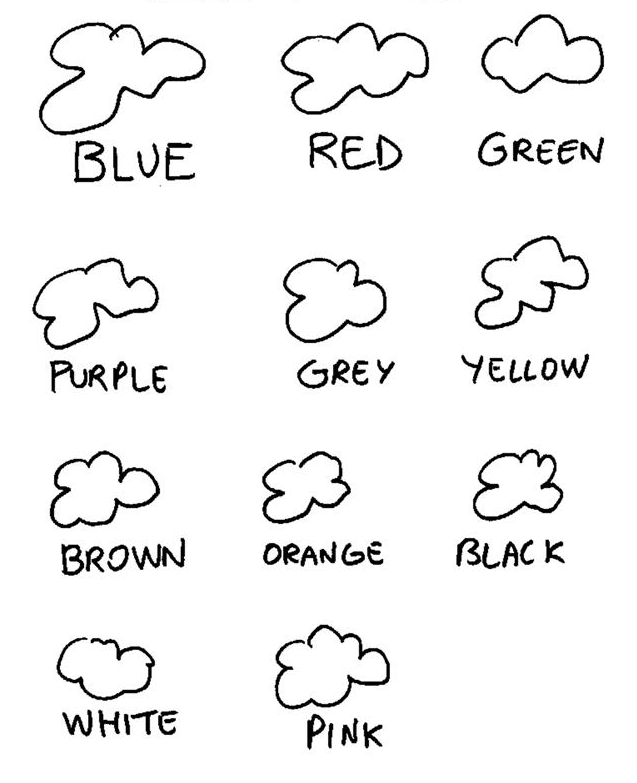 BLUE RED GREEN
PURPLE GREY YELLOW
BROWN ORANGE BLACK
WHITE PINK